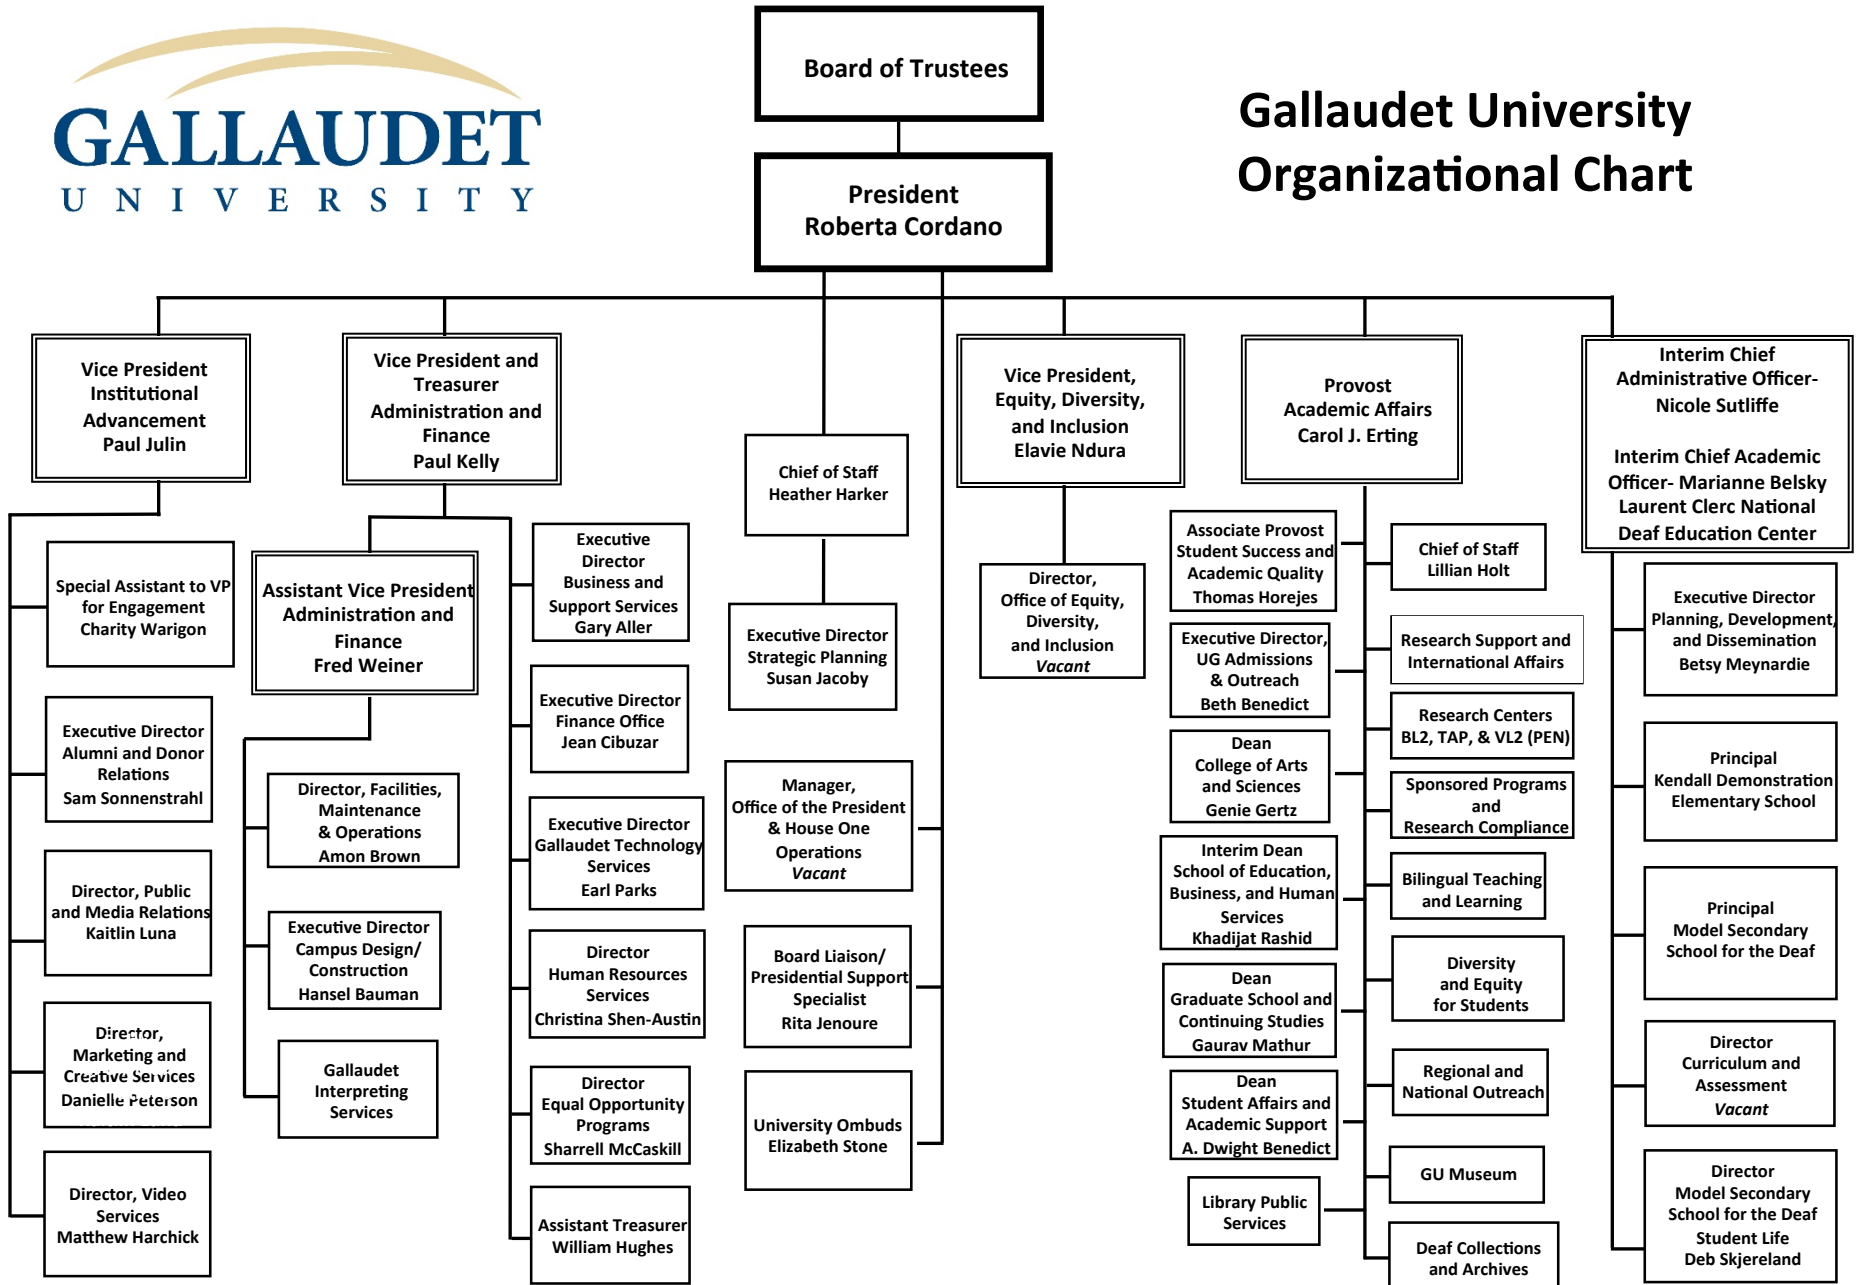 GALLAUDET
UNIVERSITY
Board of Trustees
Gallaudet University
Organizational Chart
President
Roberta Cordano
Vice President
Institutional
Advancement
Paul Julin
Vice President and
Treasurer
Administration and
Finance
Paul Kelly
Chief of Staff
Heather Harker
Vice President,
Equity, Diversity,
and Inclusion
Elavie Ndura
Provost
Academic Affairs
Carol J. Erting
Interim Chief
Administrative Officer-
Nicole Sutliffe
Interim Chief Academic
Officer- Marianne Belsky
Laurent Clerc National
Deaf Education Center
Special Assistant to VP
for Engagement
Charity Warigon
Executive Director
Alumni and Donor
Relations
Sam Sonnenstrahl
Director, Public
and Media Relations
Kaitlin Luna
Director,
Marketing and
Creative Services
Danielle Peterson
Director, Video
Services
Matthew Harchick
Assistant Vice President
Administration and
Finance
Fred Weiner
Director, Facilities,
Maintenance
& Operations
Amon Brown
Executive Director
Campus Design/
Construction
Hansel Bauman
Gallaudet
Interpreting
Services
Executive
Director
Business and
Support Services
Gary Aller
Executive Director
Finance Office
Jean Cibuzar
Executive Director
Gallaudet Technology
Services
Earl Parks
Director
Human Resources
Services
Christina Shen-Austin
Director
Equal Opportunity
Programs
Sharrell McCaskill
Assistant Treasurer
William Hughes
Executive Director
Strategic Planning
Susan Jacoby
Manager,
Office of the President
& House One
Operations
Vacant
Board Liaison/
Presidential Support
Specialist
Rita Jenoure
University Ombuds
Elizabeth Stone
Director,
Office of Equity,
Diversity,
and Inclusion
Vacant
Associate Provost
Student Success and
Academic Quality
Thomas Horejes
Executive Director,
UG Admissions
& Outreach
Beth Benedict
Dean
College of Arts
and Sciences
Genie Gertz
Interim Dean
School of Education,
Business, and Human
Services
Khadijat Rashid
Dean
Graduate School and
Continuing Studies
Gaurav Mathur
Dean
Student Affairs and
Academic Support
A. Dwight Benedict
Library Public
Services
Chief of Staff
Lillian Holt
Research Support and
International Affairs
Research Centers
BL2, TAP, & VL2 (PEN)
Sponsored Programs
and
Research Compliance
Bilingual Teaching
and Learning
Diversity
and Equity
for Students
Regional and
National Outreach
GU Museum
Deaf Collections
and Archives
Executive Director
Planning, Development,
and Dissemination
Betsy Meynardie
Principal
Kendall Demonstration
Elementary School
Principal
Model Secondary
School for the Deaf
Director
Curriculum and
Assessment
Vacant
Director
Model Secondary
School for the Deaf
Student Life
Deb Skjereland